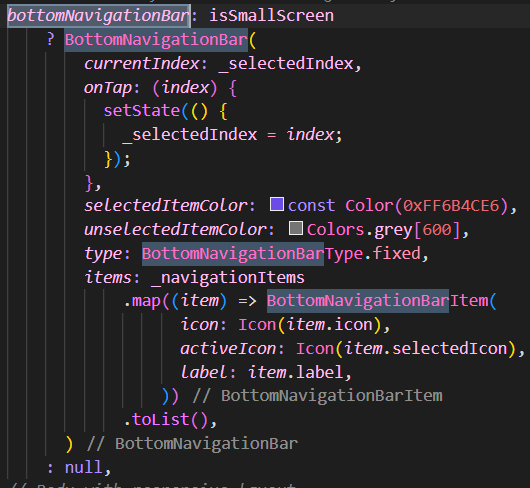 bottomNavigationBar: isSmallScreen
? BottomNavigationBar(
currentIndex: _selectedIndex,
onTap: (index) {
setState(() {
_selectedIndex = index;
});
},
selectedItemColor: const Color(0xFF6B4CE6),
unselectedItemColor: Colors.grey[600],
type: BottomNavigationBarType.fixed,
items: _navigationItems
.map((item) => BottomNavigationBarItem(
icon: Icon(item.icon),
activeIcon: Icon(item.selectedIcon),
label: item.label,
)) // BottomNavigationBarItem
.toList(),
) // BottomNavigationBar
: null,
// Body with responsive layout